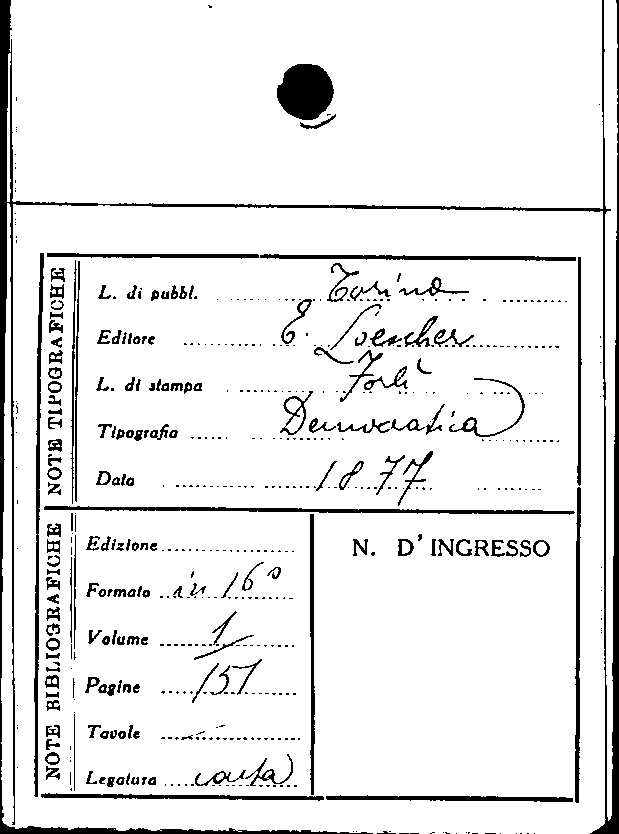 NOTE TIPOGRAFICHE
L. di pubbl. Torino
Editore E. Loescher
L. di stampa Forlì
Tipografia Democratica
Data 1877
NOTE BIBLIOGRAFICHE
Edizione
Formato in 16°
Volume 1
Pagine 151
Tavole
Legatura carta
N. D'INGRESSO